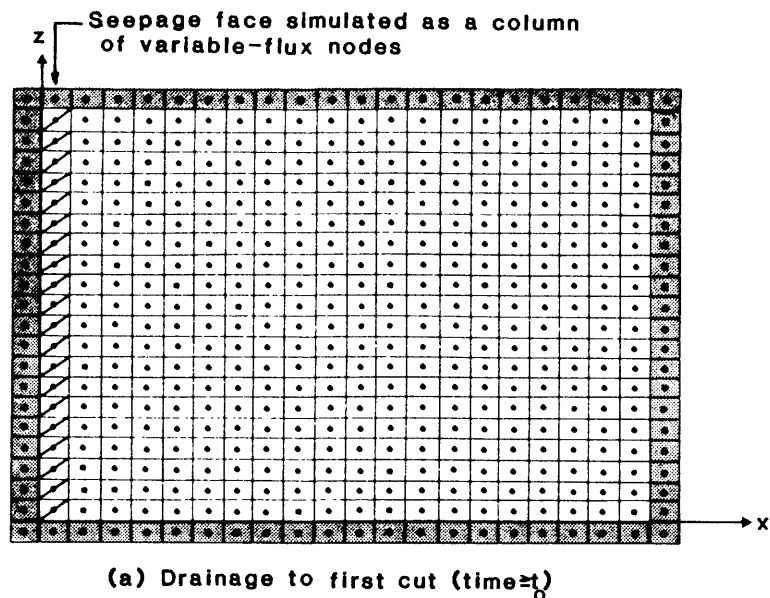 Seepage face simulated as a column
of variable-flux nodes
z
x
(a) Drainage to first cut (time≥t₀)